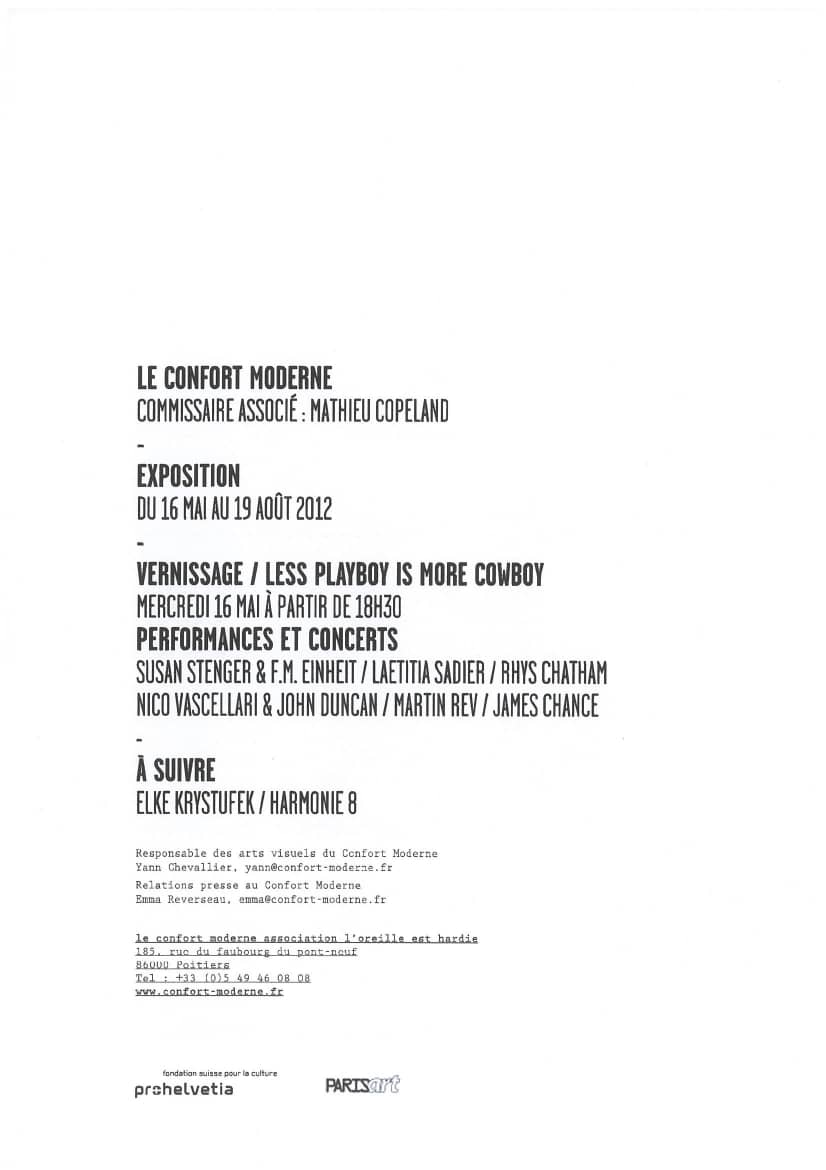 LE CONFORT MODERNE
COMMISSAIRE ASSOCIÉ : MATHIEU COPELAND
-
EXPOSITION
DU 16 MAI AU 19 AOÛT 2012
-
VERNISSAGE / LESS PLAYBOY IS MORE COWBOY
MERCREDI 16 MAI À PARTIR DE 18H30
PERFORMANCES ET CONCERTS
SUSAN STENGER & F.M. EINHEIT / LAETITIA SADIER / RHYS CHATHAM
NICO VASCELLARI & JOHN DUNCAN / MARTIN REV / JAMES CHANCE
-
À SUIVRE
ELKE KRYSTUFEK / HARMONIE 8
Responsable des arts visuels du Confort Moderne
Yann Chevallier, yann@confort-moderne.fr
Relations presse au Confort Moderne
Emma Reverseau, emma@confort-moderne.fr
le confort moderne association l'oreille est hardie
185, rue du faubourg du pont-neuf
86000 Poitiers
Tel : +33 (0)5 49 46 08 08
www.confort-moderne.fr
fondation suisse pour la culture
prohelvetia
PARISart